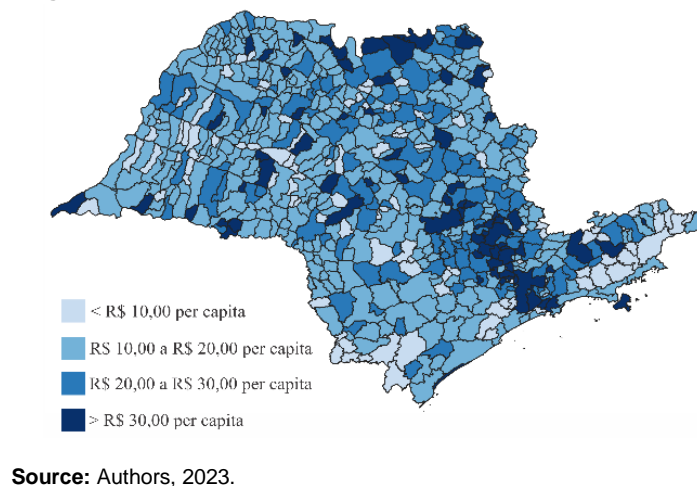 < R$ 10,00 per capita
R$ 10,00 a R$ 20,00 per capita
R$ 20,00 a R$ 30,00 per capita
> R$ 30,00 per capita
Source: Authors, 2023.